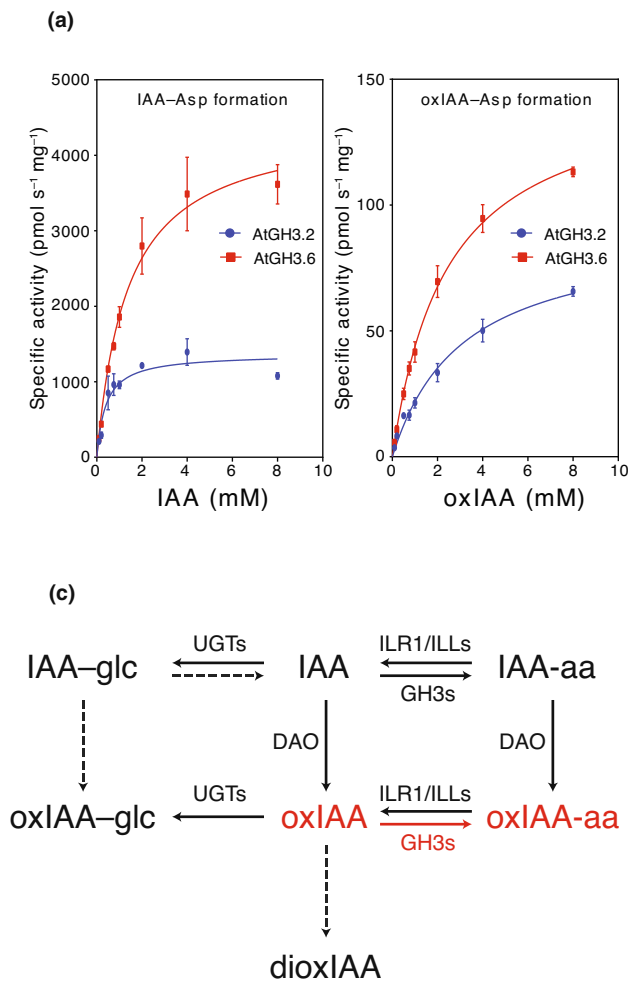 (a)
IAA–Asp formation
5000
4000
3000
2000
1000
0
0 2 4 6 8 10
Specific activity (pmol s⁻¹ mg⁻¹)
IAA (mM)
AtGH3.2
AtGH3.6
oxIAA–Asp formation
150
100
50
0
0 2 4 6 8 10
Specific activity (pmol s⁻¹ mg⁻¹)
oxIAA (mM)
AtGH3.2
AtGH3.6
(c)
UGTs ILR1/ILLs
IAA–glc IAA IAA-aa
GH3s
DAO DAO
UGTs ILR1/ILLs
oxIAA–glc oxIAA oxIAA-aa
GH3s
dioxIAA